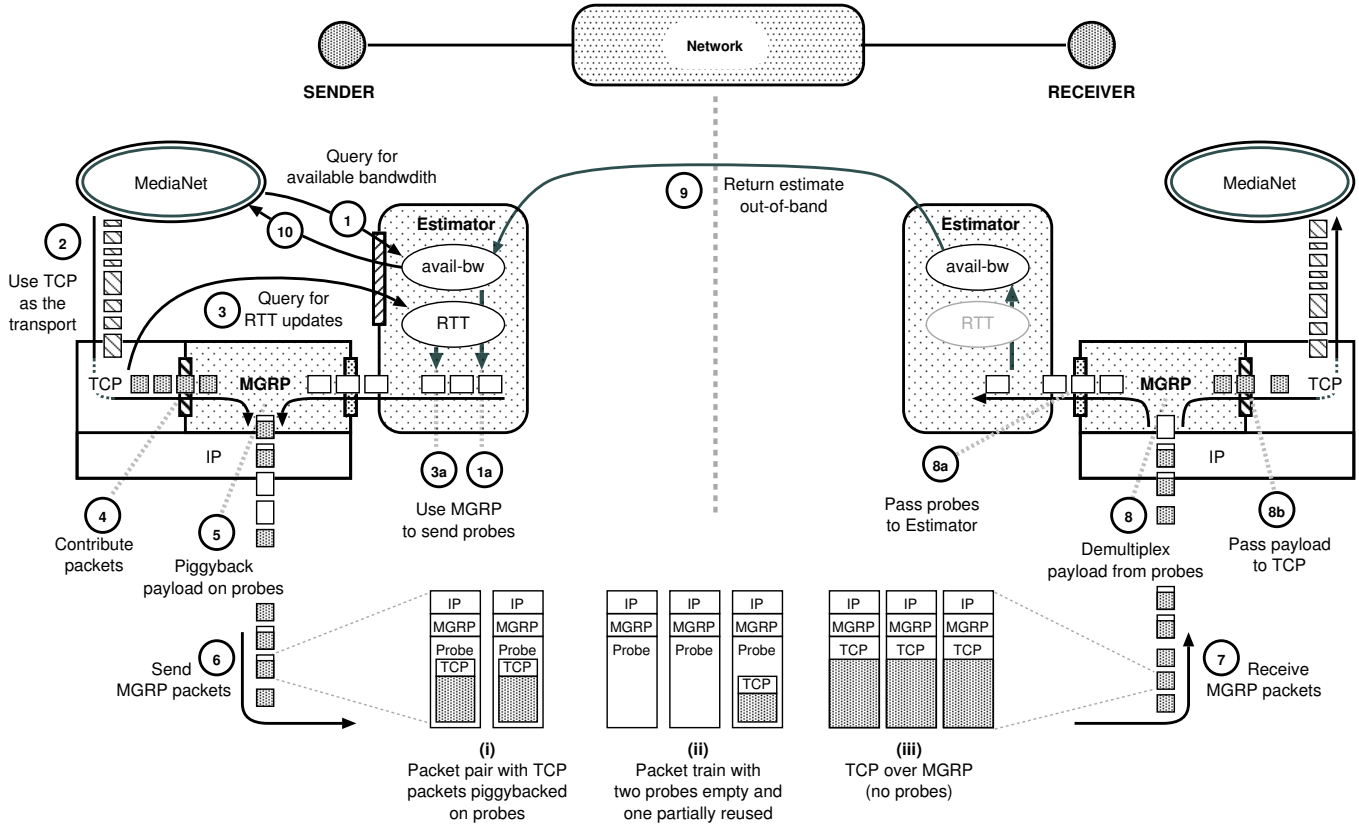 Network
SENDER
RECEIVER
MediaNet
Query for
available bandwdith
1
10
2
Use TCP
as the
transport
3
Query for
RTT updates
Estimator
avail-bw
RTT
9
Return estimate
out-of-band
Estimator
avail-bw
RTT
MediaNet
TCP
MGRP
IP
3a
1a
Use MGRP
to send probes
4
Contribute
packets
5
Piggyback
payload on probes
6
Send
MGRP packets
MGRP
TCP
IP
8a
Pass probes
to Estimator
8
Demultiplex
payload from probes
8b
Pass payload
to TCP
7
Receive
MGRP packets
IP
MGRP
Probe
TCP
IP
MGRP
Probe
TCP
(i)
Packet pair with TCP
packets piggybacked
on probes
IP
MGRP
Probe
IP
MGRP
Probe
IP
MGRP
Probe
TCP
(ii)
Packet train with
two probes empty and
one partially reused
IP
MGRP
TCP
IP
MGRP
TCP
IP
MGRP
TCP
(iii)
TCP over MGRP
(no probes)